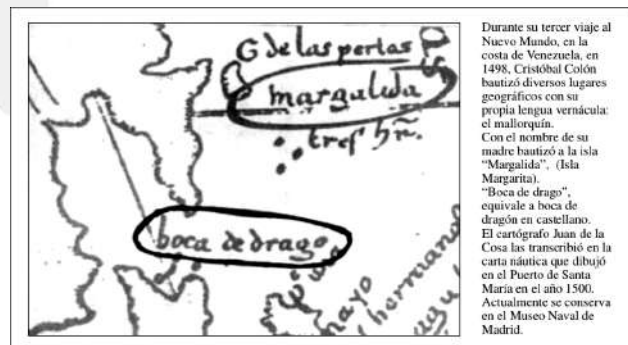 G de las perlas
margalida
tres hr̃.
boca de drago
Durante su tercer viaje al
Nuevo Mundo, en la
costa de Venezuela, en
1498, Cristóbal Colón
bautizó diversos lugares
geográficos con su
propia lengua vernácula:
el mallorquín.
Con el nombre de su
madre bautizó a la isla
“Margalida”, (Isla
Margarita).
“Boca de drago”,
equivale a boca de
dragón en castellano.
El cartógrafo Juan de la
Cosa las transcribió en la
carta náutica que dibujó
en el Puerto de Santa
María en el año 1500.
Actualmente se conserva
en el Museo Naval de
Madrid.